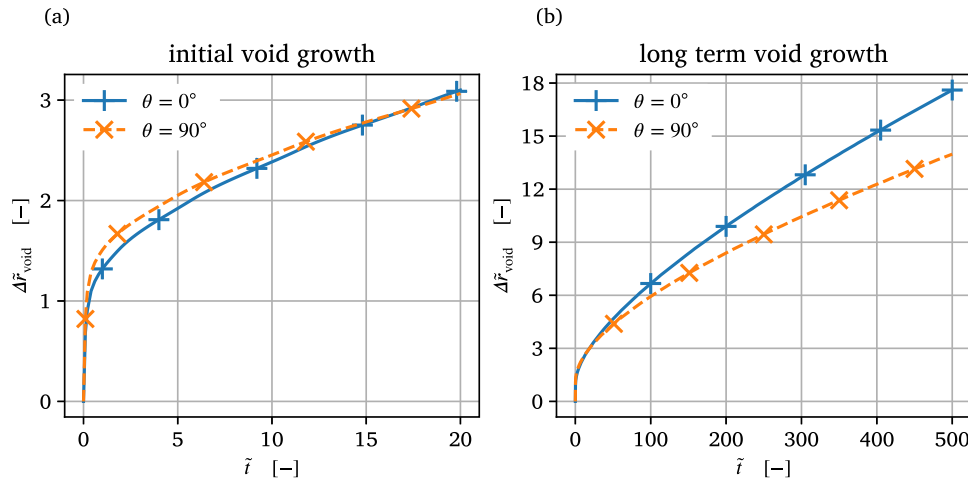 (a)
initial void growth
θ = 0°
θ = 90°
Δr̃void [−]
3
2
1
0
0 5 10 15 20
t̃ [−]
(b)
long term void growth
θ = 0°
θ = 90°
Δr̃void [−]
18
15
12
9
6
3
0
0 100 200 300 400 500
t̃ [−]